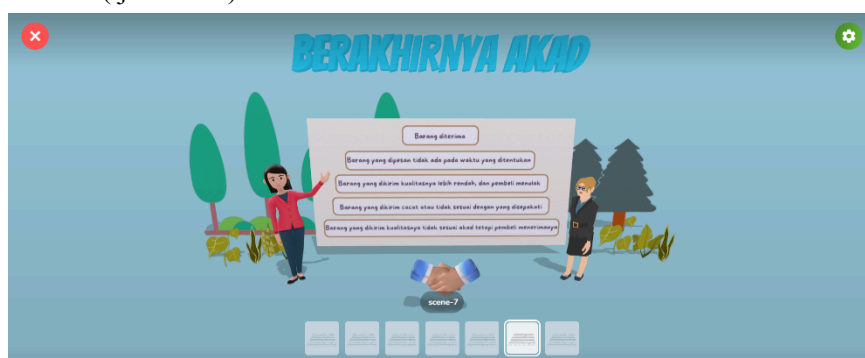 BERAKHIRNYA AKAD
Barang diterima
Barang yang dipesan tidak ada pada waktu yang ditentukan
Barang yang dikirim kualitasnya lebih rendah, dan pembeli menolak
Barang yang dikirim cacat atau tidak sesuai dengan yang disepakati
Barang yang dikirim kualitasnya tidak sesuai akad tetapi pembeli menerimanya
scene-7